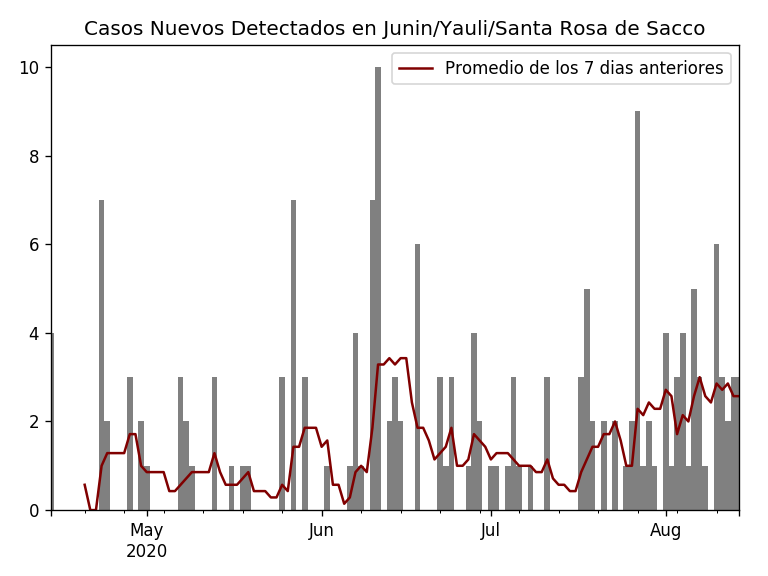 Casos Nuevos Detectados en Junin/Yauli/Santa Rosa de Sacco
Promedio de los 7 dias anteriores
10
8
6
4
2
0
May
2020
Jun
Jul
Aug